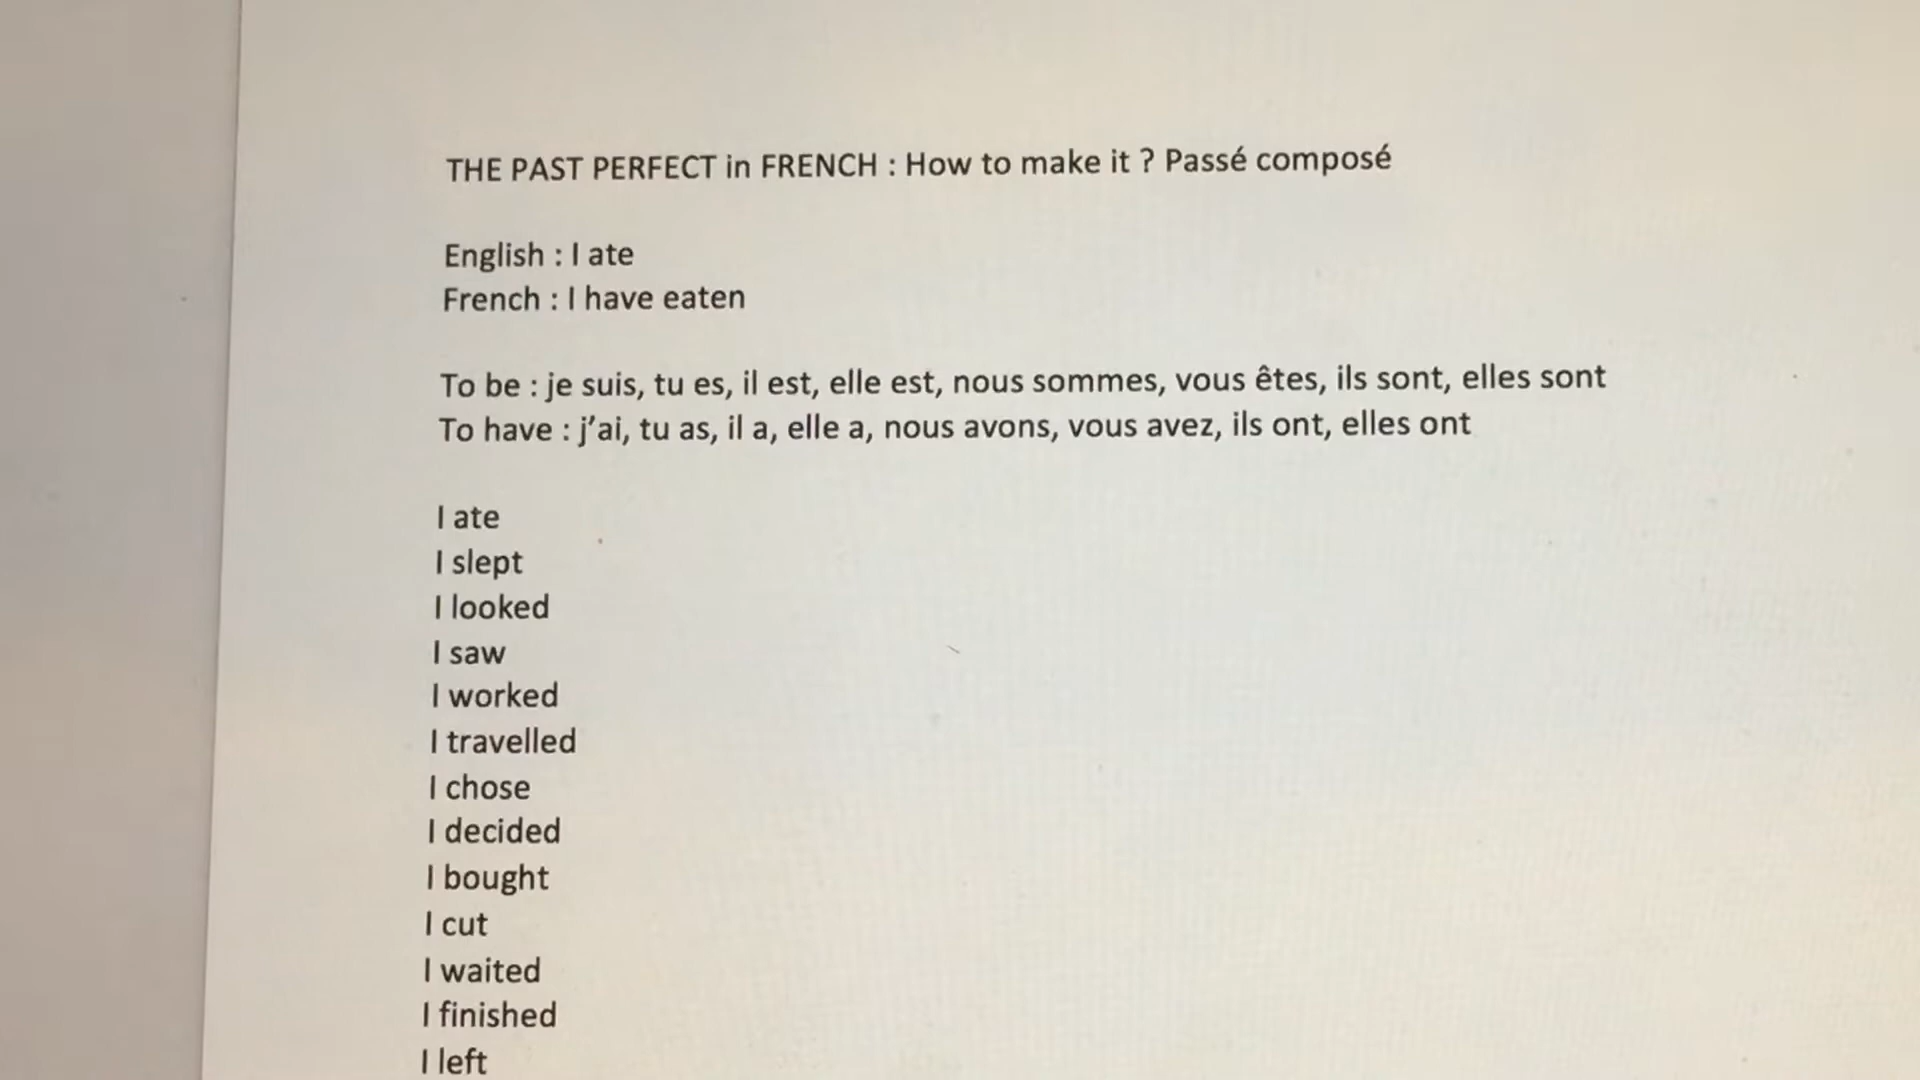 THE PAST PERFECT in FRENCH : How to make it ? Passé composé
English : I ate
French : I have eaten
To be : je suis, tu es, il est, elle est, nous sommes, vous êtes, ils sont, elles sont
To have : j’ai, tu as, il a, elle a, nous avons, vous avez, ils ont, elles ont
I ate
I slept
I looked
I saw
I worked
I travelled
I chose
I decided
I bought
I cut
I waited
I finished
I left